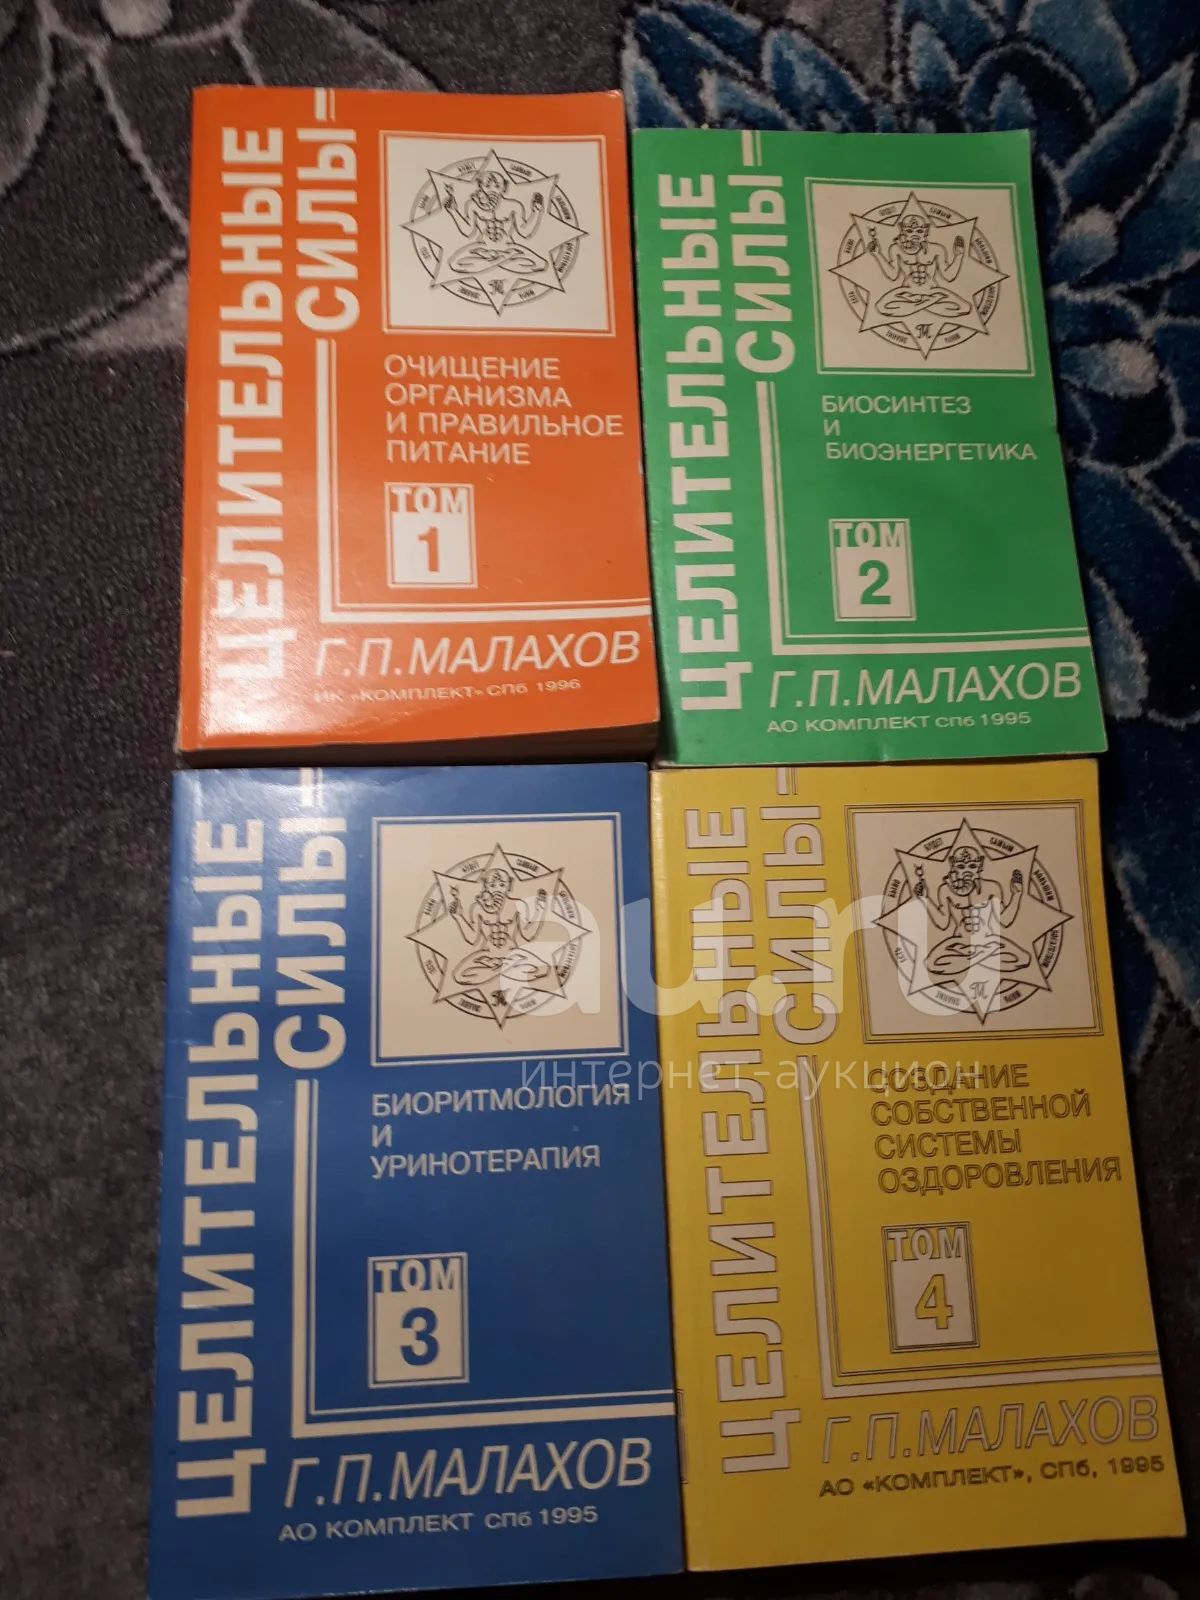 ЦЕЛИТЕЛЬНЫЕ
СИЛЫ
ОЧИЩЕНИЕ
ОРГАНИЗМА
И ПРАВИЛЬНОЕ
ПИТАНИЕ
ТОМ
1
Г.П.МАЛАХОВ
ИК «КОМПЛЕКТ» СПб 1996
ЦЕЛИТЕЛЬНЫЕ
СИЛЫ
БИОСИНТЕЗ
И
БИОЭНЕРГЕТИКА
ТОМ
2
Г.П.МАЛАХОВ
АО КОМПЛЕКТ СПб 1995
ЦЕЛИТЕЛЬНЫЕ
СИЛЫ
БИОРИТМОЛОГИЯ
И
УРИНОТЕРАПИЯ
ТОМ
3
Г.П.МАЛАХОВ
АО КОМПЛЕКТ СПб 1995
ЦЕЛИТЕЛЬНЫЕ
СИЛЫ
СОЗДАНИЕ
СОБСТВЕННОЙ
СИСТЕМЫ
ОЗДОРОВЛЕНИЯ
ТОМ
4
Г.П.МАЛАХОВ
АО «КОМПЛЕКТ», СПб, 1995
au.ru
интернет-аукцион